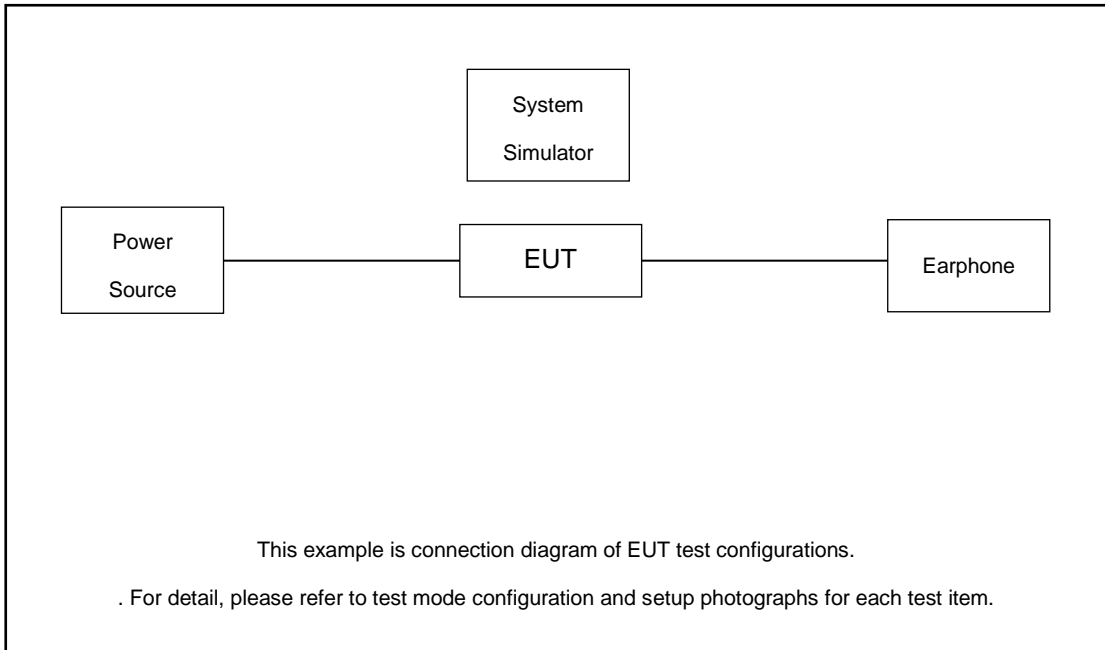 System
Simulator
Power
Source
EUT
Earphone
This example is connection diagram of EUT test configurations.
. For detail, please refer to test mode configuration and setup photographs for each test item.